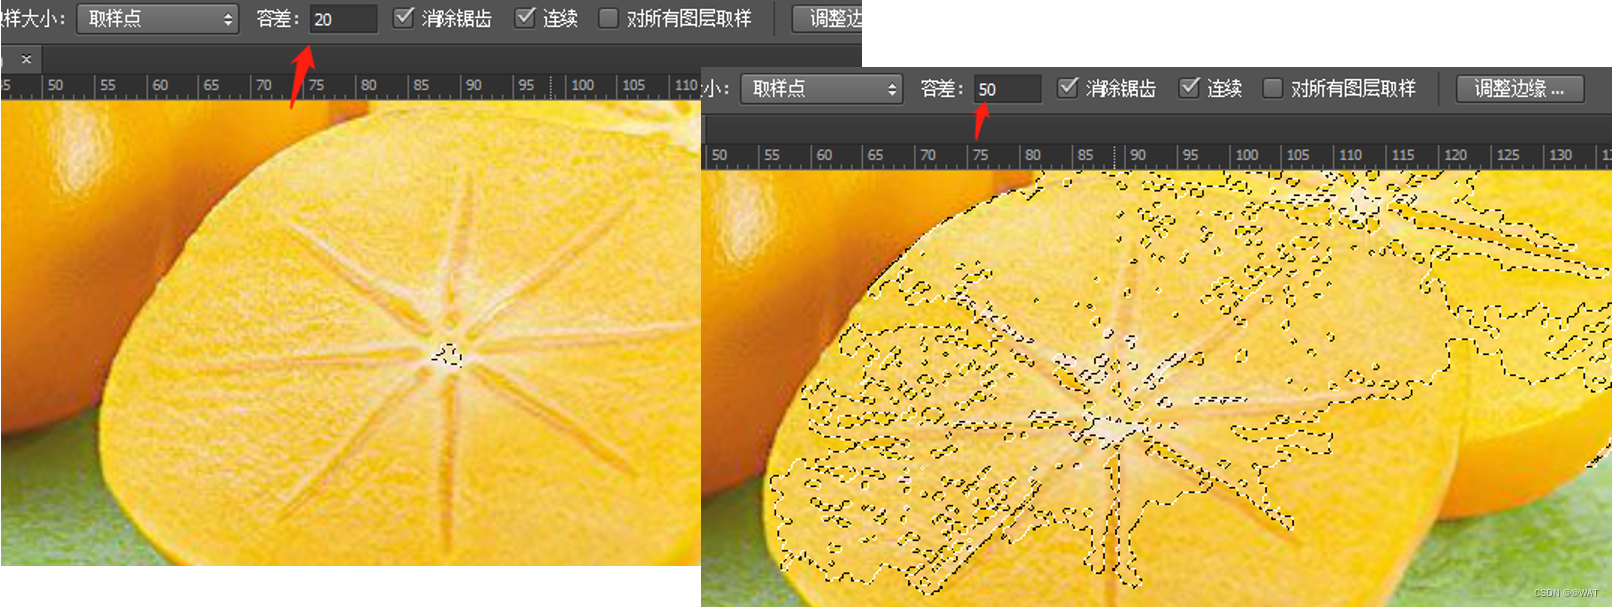 样大小： 取样点 容差： 20 消除锯齿 连续 对所有图层取样 调整边
×
45 50 55 60 65 70 75 80 85 90 95 100 105 110
小： 取样点 容差： 50 消除锯齿 连续 对所有图层取样 调整边缘 ...
50 55 60 65 70 75 80 85 90 95 100 105 110 115 120 125 130
CSDN @@WAT